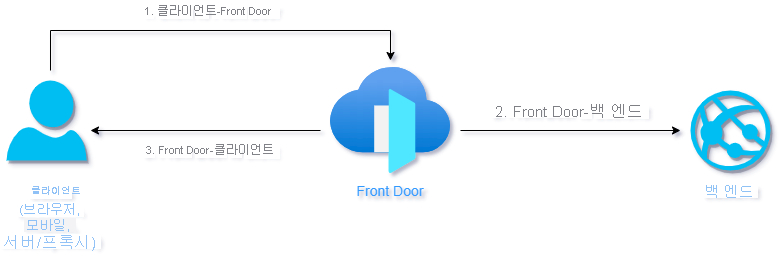 1. 클라이언트-Front Door
2. Front Door-백 엔드
3. Front Door-클라이언트
클라이언트
(브라우저,
모바일,
서버/프록시)
Front Door
백 엔드